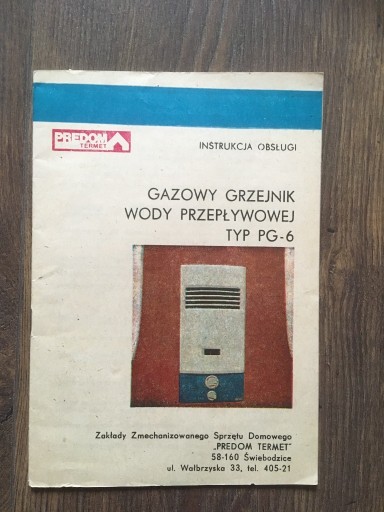 PREDOM
TERMET
INSTRUKCJA OBSŁUGI
GAZOWY GRZEJNIK
WODY PRZEPŁYWOWEJ
TYP PG-6
Zakłady Zmechanizowanego Sprzętu Domowego
„PREDOM TERMET"
58-160 Świebodzice
ul. Wałbrzyska 33, tel. 405-21